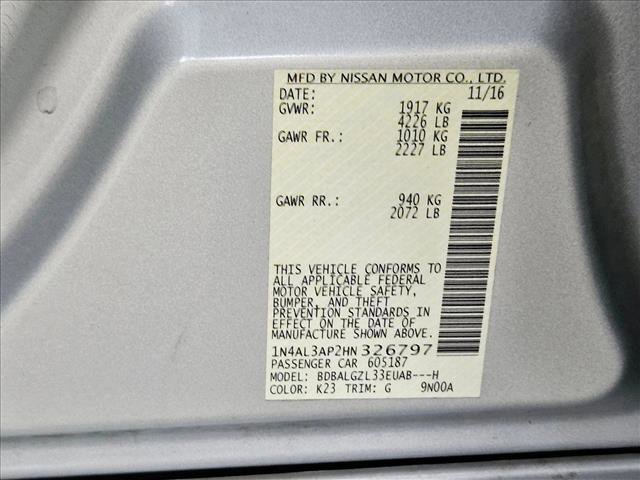 MFD BY NISSAN MOTOR CO., LTD.
DATE: 11/16
GVWR: 1917 KG
4226 LB
GAWR FR.: 1010 KG
2227 LB
GAWR RR.: 940 KG
2072 LB
THIS VEHICLE CONFORMS TO
ALL APPLICABLE FEDERAL
MOTOR VEHICLE SAFETY,
BUMPER, AND THEFT
PREVENTION STANDARDS IN
EFFECT ON THE DATE OF
MANUFACTURE SHOWN ABOVE.
1N4AL3AP2HN326797
PASSENGER CAR 605187
MODEL: BDBALGZL33EUAB---H
COLOR: K23 TRIM: G 9N00A